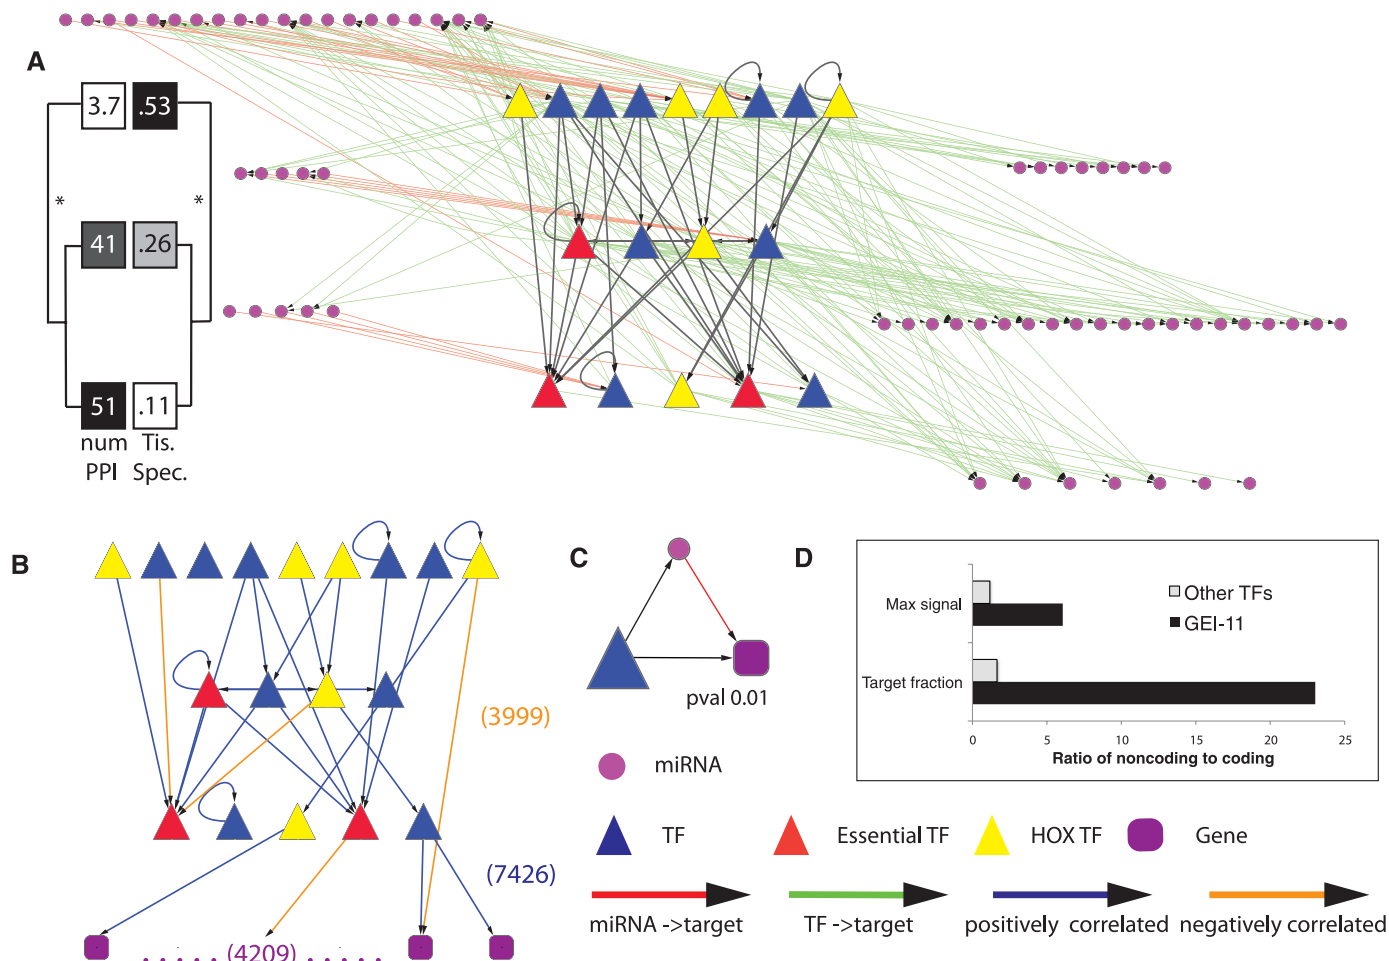 A
3.7 .53
* *
41 .26
51 .11
num Tis.
PPI Spec.
B
(3999)
(7426)
(4209)
C
pval 0.01
D
Max signal
Target fraction
Other TFs
GEI-11
0 5 10 15 20 25
Ratio of noncoding to coding
miRNA
TF Essential TF HOX TF Gene
miRNA ->target TF ->target positively correlated negatively correlated